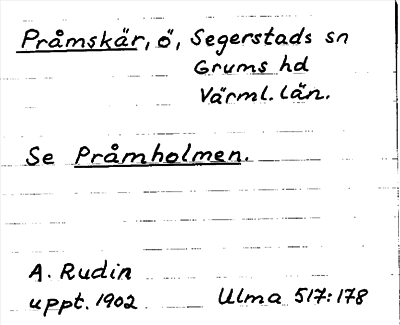 Pråmskär, ö, Segerstads sn
Grums hd
Värml. län.
Se Pråmholmen.
A. Rudin
uppt. 1902
Ulma 517:178